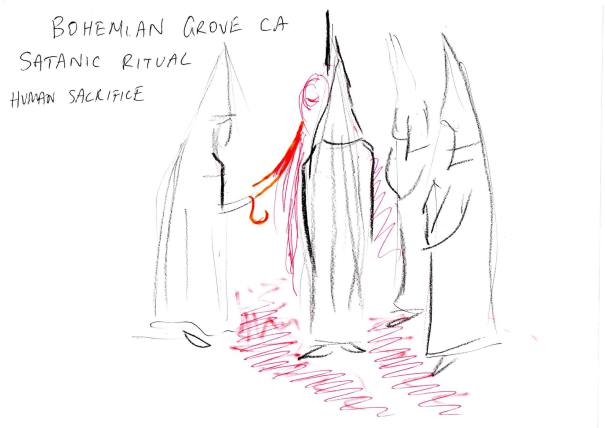 BOHEMIAN GROVE CA
SATANIC RITUAL
HUMAN SACRIFICE